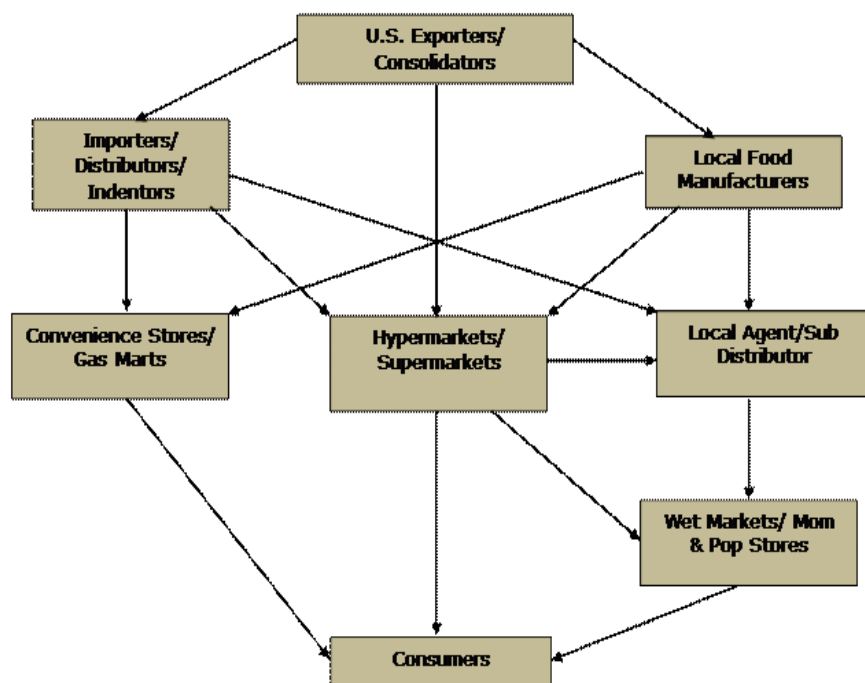 U.S. Exporters/
Consolidators
Importers/
Distributors/
Indentors
Local Food
Manufacturers
Convenience Stores/
Gas Marts
Hypermarkets/
Supermarkets
Local Agent/Sub
Distributor
Wet Markets/ Mom
& Pop Stores
Consumers